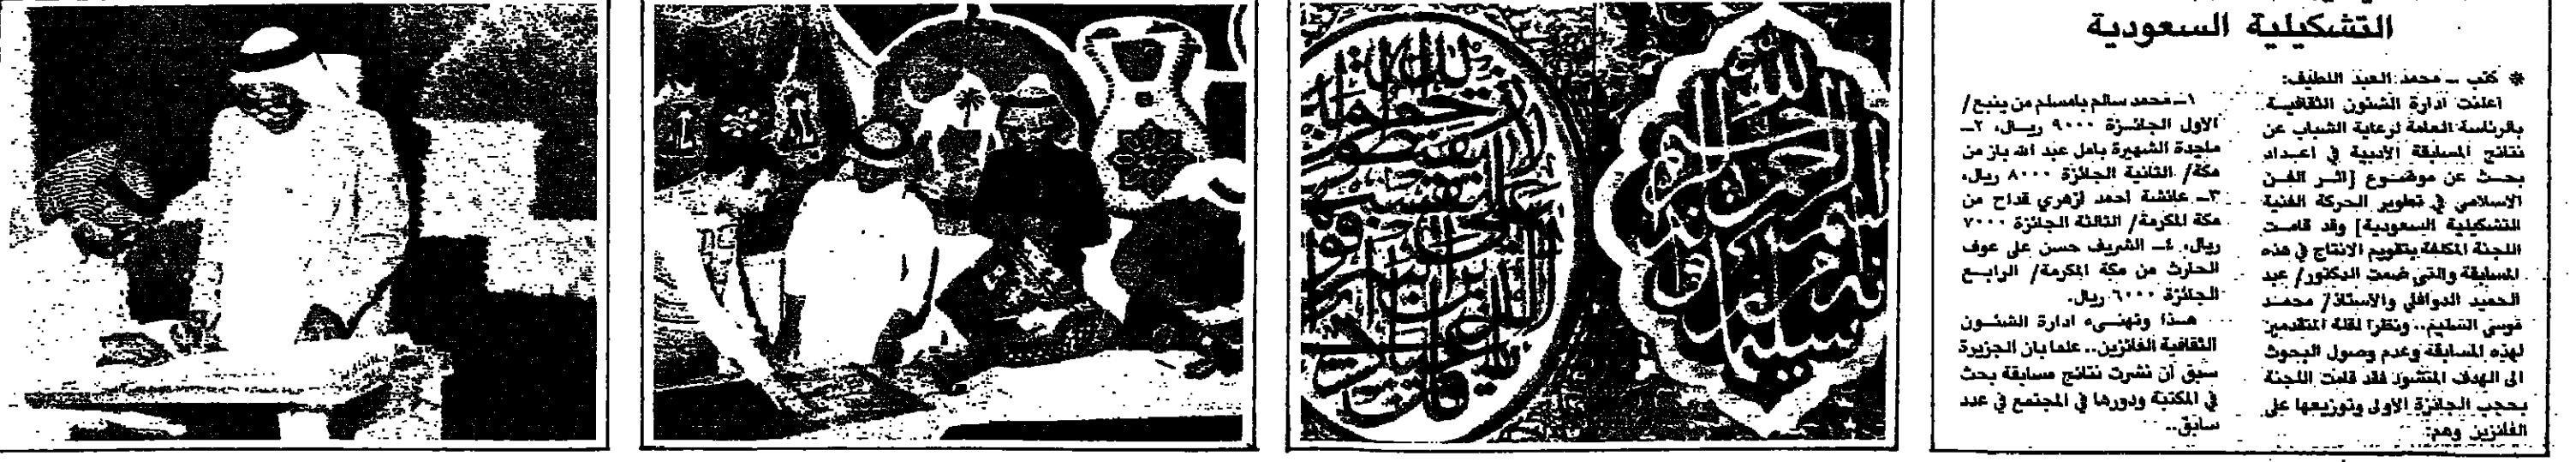 التشكيلية السعودية
* كتب ـ محمد العبد اللطيف:
اعلنت ادارة الشئون الثقافية
بالرئاسة العامة لرعاية الشباب عن
نتائج المسابقة الأدبية في اعداد
بحث عن موضوع [اثر الفن
الاسلامي في تطوير الحركة الفنية
التشكيلية السعودية] وقد قامت
اللجنة المكلفة بتقويم الانتاج في هذه
المسابقة والتي ضمت الدكتور/ عبد
الحميد الدوافلي والاستاذ/ محمد
موسى السليم.. ونظرا لقلة المتقدمين
لهذه المسابقة وعدم وصول البحوث
الى الهدف المنشود فقد قامت اللجنة
بحجب الجائزة الاولى وتوزيعها على
الفائزين وهم:
١ـ محمد سالم بامسلم من ينبع/
الاول الجائزة ٩٠٠٠ ريال، ٢ـ
ماجدة الشهيرة بامل عبد الله باز من
مكة/ الثانية الجائزة ٨٠٠٠ ريال،
٣ـ عائشة احمد ازهري قداح من
مكة المكرمة/ الثالثة الجائزة ٧٠٠٠
ريال، ٤ـ الشريف حسن على عوف
الحارث من مكة المكرمة/ الرابع
الجائزة ٦٠٠٠ ريال.
هذا وتهنىء ادارة الشئون
الثقافية الفائزين.. علما بان الجزيرة
سبق ان نشرت نتائج مسابقة بحث
في المكتبة ودورها في المجتمع في عدد
سابق..